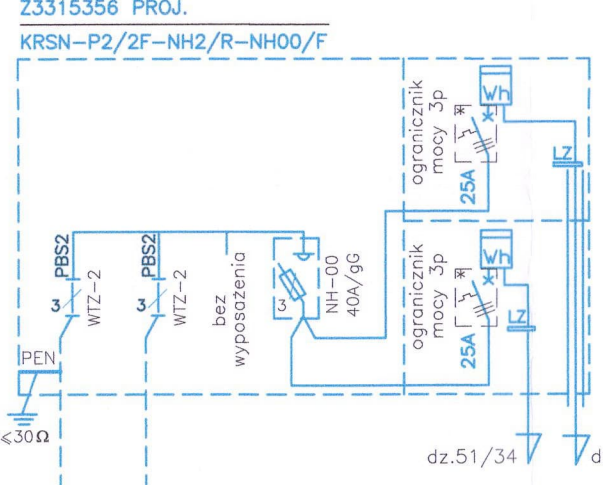 Z3315356 PROJ.
KRSN-P2/2F-NH2/R-NH00/F
ogranicznik
mocy 3p
25A
Wh
LZ
PBS2
3
WTZ-2
PBS2
3
WTZ-2
bez
wyposażenia
3
NH-00
40A/gG
ogranicznik
mocy 3p
25A
Wh
LZ
PEN
≤30Ω
dz.51/34
d